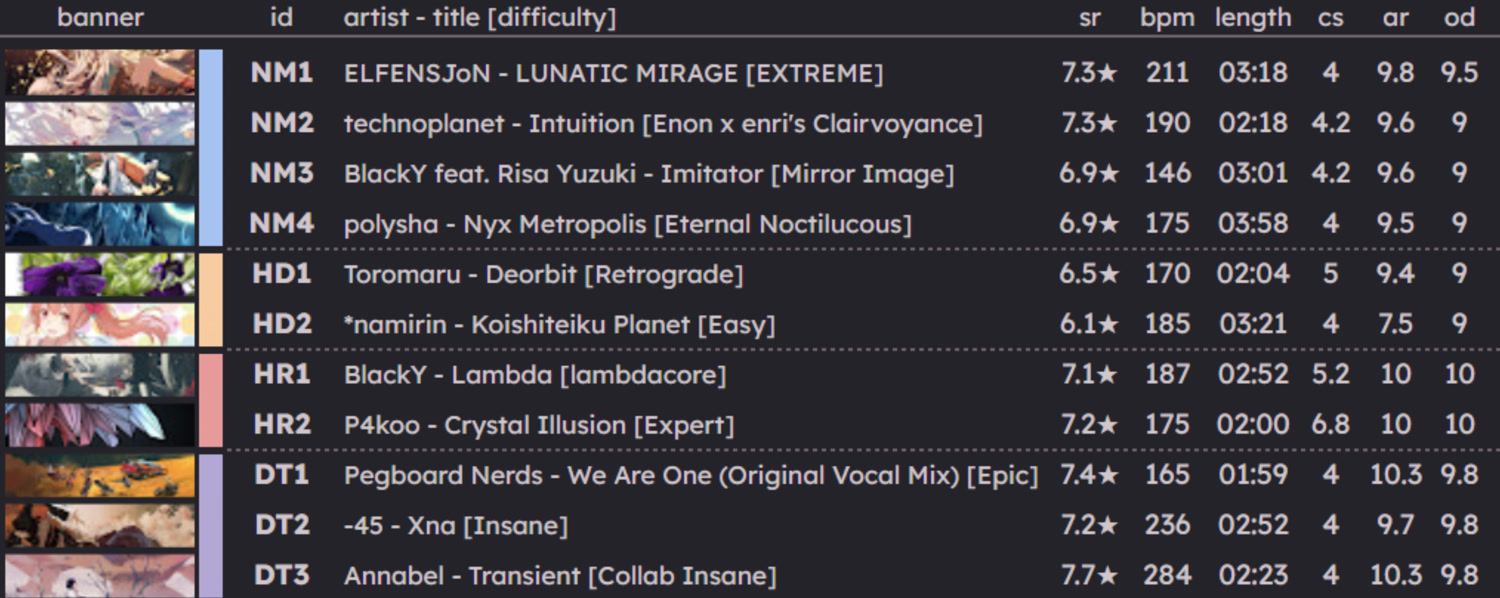 banner id artist - title [difficulty] sr bpm length cs ar od
NM1 ELFENSJoN - LUNATIC MIRAGE [EXTREME] 7.3★ 211 03:18 4 9.8 9.5
NM2 technoplanet - Intuition [Enon x enri's Clairvoyance] 7.3★ 190 02:18 4.2 9.6 9
NM3 BlackY feat. Risa Yuzuki - Imitator [Mirror Image] 6.9★ 146 03:01 4.2 9.6 9
NM4 polysha - Nyx Metropolis [Eternal Noctilucous] 6.9★ 175 03:58 4 9.5 9
HD1 Toromaru - Deorbit [Retrograde] 6.5★ 170 02:04 5 9.4 9
HD2 *namirin - Koishiteiku Planet [Easy] 6.1★ 185 03:21 4 7.5 9
HR1 BlackY - Lambda [lambdacore] 7.1★ 187 02:52 5.2 10 10
HR2 P4koo - Crystal Illusion [Expert] 7.2★ 175 02:00 6.8 10 10
DT1 Pegboard Nerds - We Are One (Original Vocal Mix) [Epic] 7.4★ 165 01:59 4 10.3 9.8
DT2 -45 - Xna [Insane] 7.2★ 236 02:52 4 9.7 9.8
DT3 Annabel - Transient [Collab Insane] 7.7★ 284 02:23 4 10.3 9.8